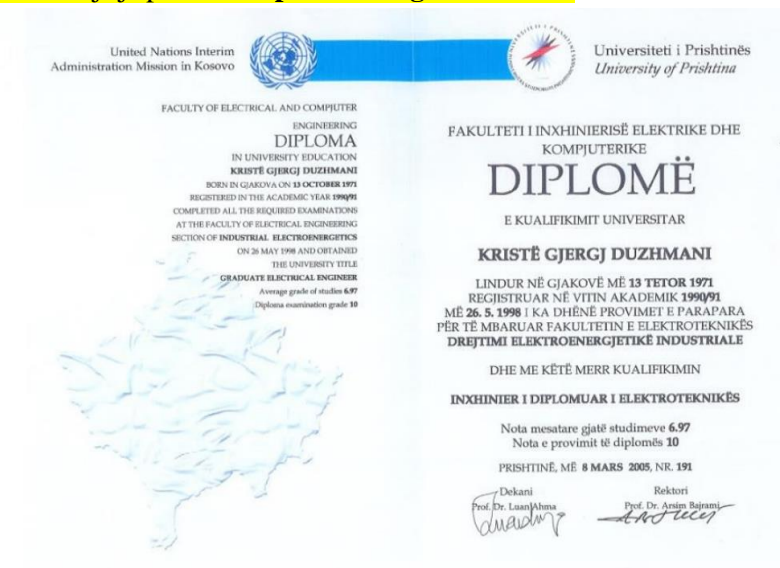 United Nations Interim
Administration Mission in Kosovo
FACULTY OF ELECTRICAL AND COMPJUTER
ENGINEERING
DIPLOMA
IN UNIVERSITY EDUCATION
KRISTË GJERGJ DUZHMANI
BORN IN GJAKOVA ON 13 OCTOBER 1971
REGISTERED IN THE ACADEMIC YEAR 1990/91
COMPLETED ALL THE REQUIRED EXAMINATIONS
AT THE FACULTY OF ELECTRICAL ENGINEERING
SECTION OF INDUSTRIAL ELECTROENERGETICS
ON 26 MAY 1998 AND OBTAINED
THE UNIVERSITY TITLE
GRADUATE ELECTRICAL ENGINEER
Average grade of studies 6.97
Diploma examination grade 10
Universiteti i Prishtinës
University of Prishtina
FAKULTETI I INXHINIERISË ELEKTRIKE DHE
KOMPJUTERIKE
DIPLOMË
E KUALIFIKIMIT UNIVERSITAR
KRISTË GJERGJ DUZHMANI
LINDUR NË GJAKOVË MË 13 TETOR 1971
REGJISTRUAR NË VITIN AKADEMIK 1990/91
MË 26. 5. 1998 I KA DHËNË PROVIMET E PARAPARA
PËR TË MBARUAR FAKULTETIN E ELEKTROTEKNIKËS
DREJTIMI ELEKTROENERGJETIKË INDUSTRIALE
DHE ME KËTË MERR KUALIFIKIMIN
INXHINIER I DIPLOMUAR I ELEKTROTEKNIKËS
Nota mesatare gjatë studimeve 6.97
Nota e provimit të diplomës 10
PRISHTINË, MË 8 MARS 2005, NR. 191
Dekani
Prof. Dr. Luan Ahma
Rektori
Prof. Dr. Arsim Bajrami